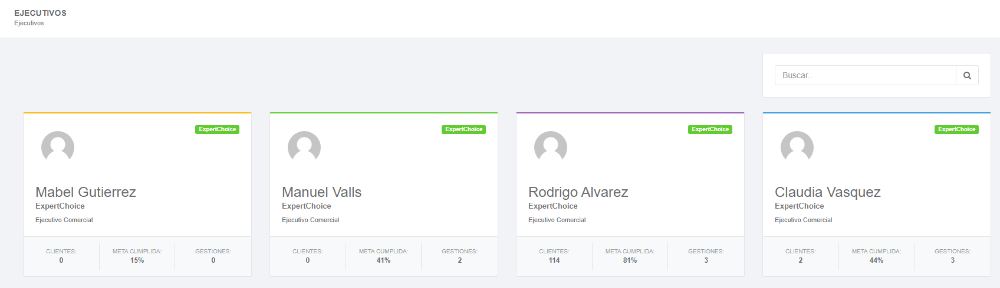 EJECUTIVOS
Ejecutivos
Buscar..
ExpertChoice
Mabel Gutierrez
ExpertChoice
Ejecutivo Comercial
CLIENTES: META CUMPLIDA: GESTIONES:
0 15% 0
ExpertChoice
Manuel Valls
ExpertChoice
Ejecutivo Comercial
CLIENTES: META CUMPLIDA: GESTIONES:
0 41% 2
ExpertChoice
Rodrigo Alvarez
ExpertChoice
Ejecutivo Comercial
CLIENTES: META CUMPLIDA: GESTIONES:
114 81% 3
ExpertChoice
Claudia Vasquez
ExpertChoice
Ejecutivo Comercial
CLIENTES: META CUMPLIDA: GESTIONES:
2 44% 3